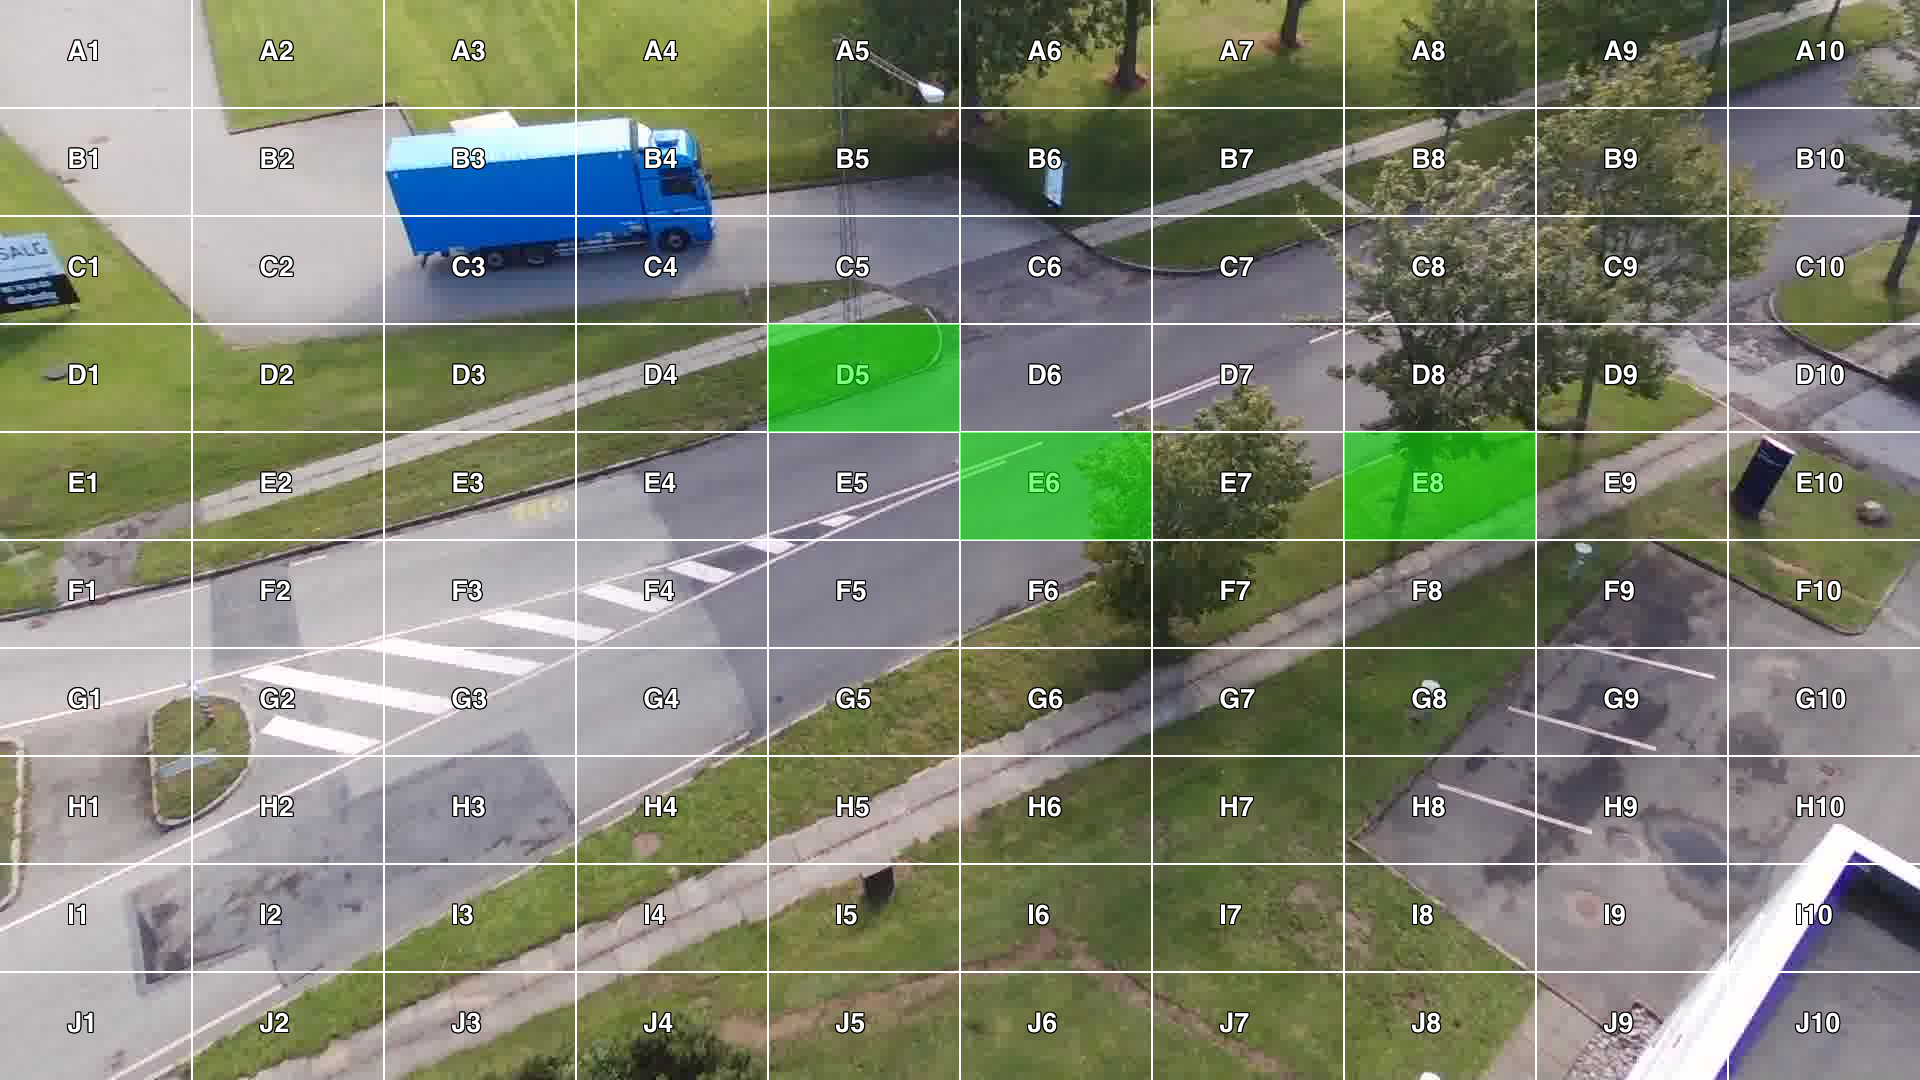 A1 A2 A3 A4 A5 A6 A7 A8 A9 A10
B1 B2 B3 B4 B5 B6 B7 B8 B9 B10
SALG
C1 C2 C3 C4 C5 C6 C7 C8 C9 C10
D1 D2 D3 D4 D5 D6 D7 D8 D9 D10
E1 E2 E3 E4 E5 E6 E7 E8 E9 E10
F1 F2 F3 F4 F5 F6 F7 F8 F9 F10
G1 G2 G3 G4 G5 G6 G7 G8 G9 G10
H1 H2 H3 H4 H5 H6 H7 H8 H9 H10
I1 I2 I3 I4 I5 I6 I7 I8 I9 I10
J1 J2 J3 J4 J5 J6 J7 J8 J9 J10